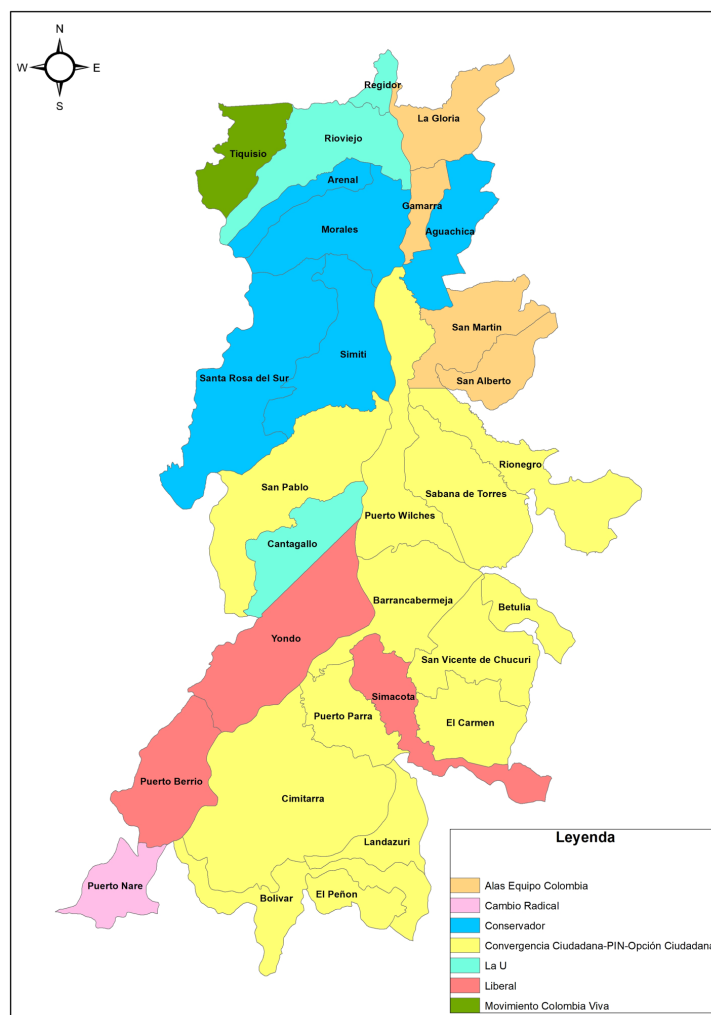 N
W E
S
Regidor
La Gloria
Rioviejo
Tiquisio
Arenal
Gamarra
Morales
Aguachica
San Martin
Simiti
Santa Rosa del Sur
San Alberto
Rionegro
San Pablo
Sabana de Torres
Puerto Wilches
Cantagallo
Barrancabermeja
Betulia
Yondo
San Vicente de Chucuri
Simacota
Puerto Parra
El Carmen
Puerto Berrio
Cimitarra
Landazuri
Puerto Nare
El Peñon
Bolivar
Leyenda
Alas Equipo Colombia
Cambio Radical
Conservador
Convergencia Ciudadana-PIN-Opción Ciudadana
La U
Liberal
Movimiento Colombia Viva